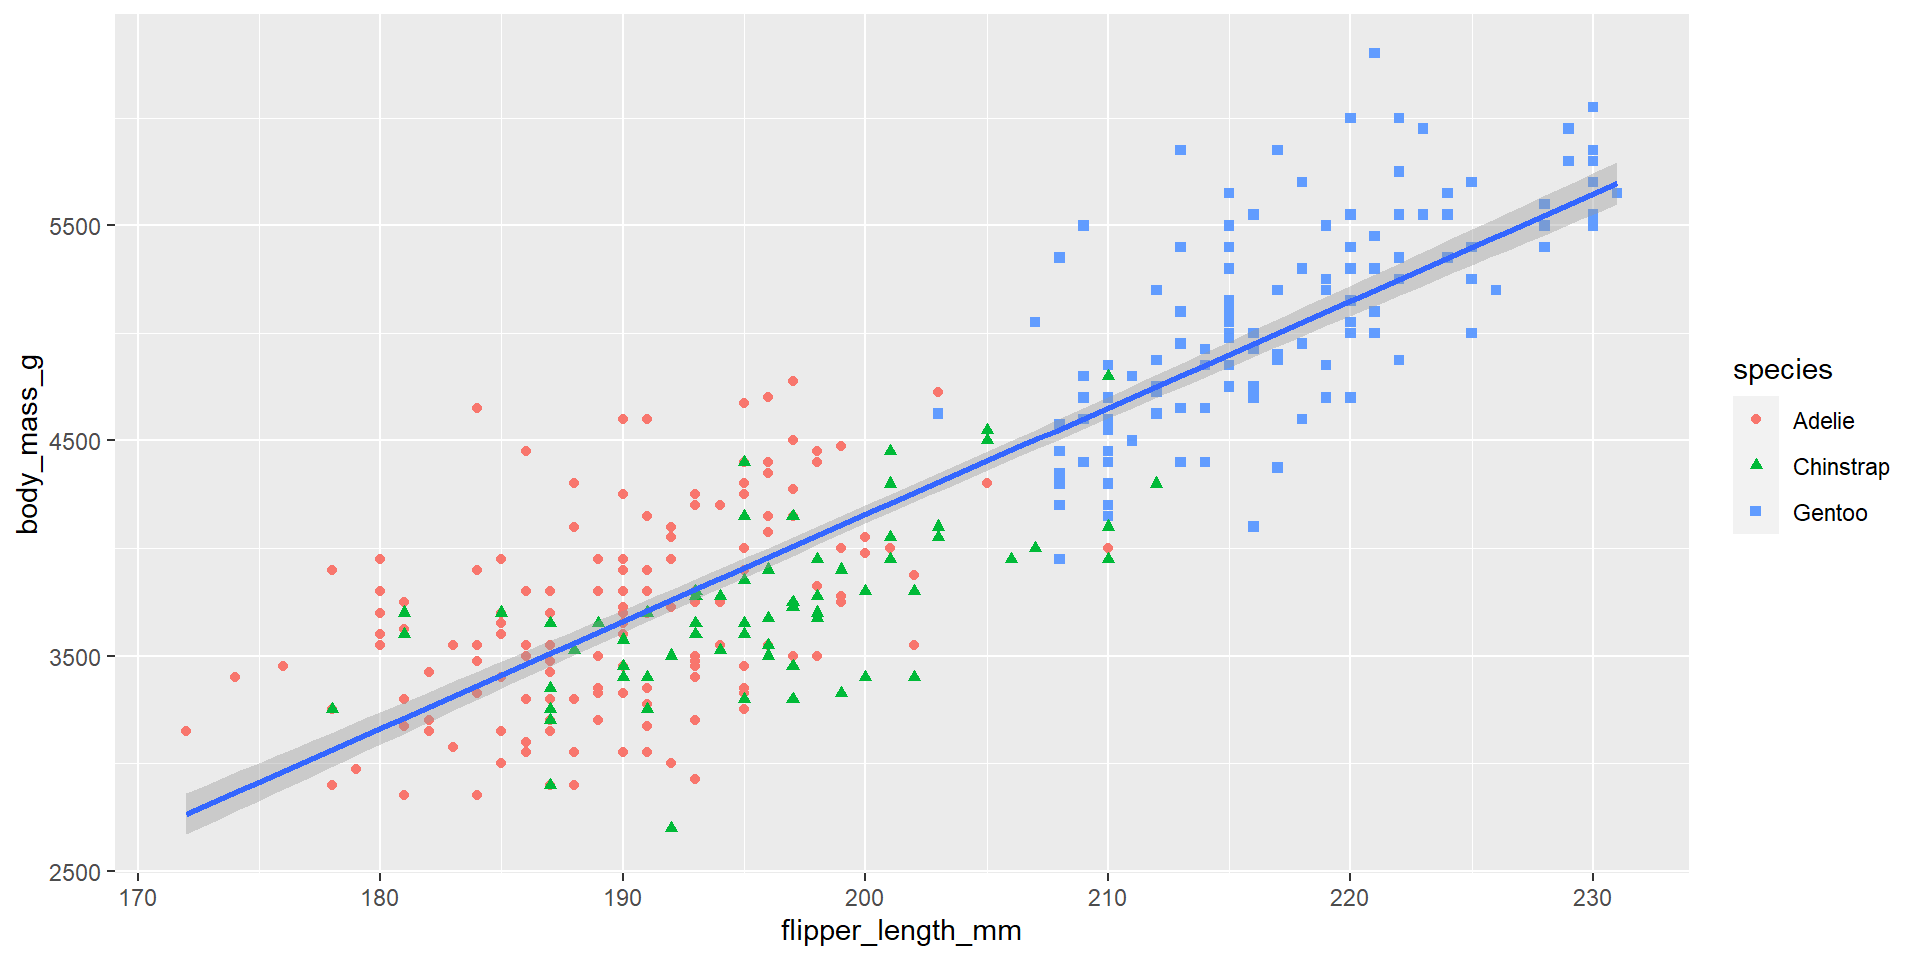 5500
4500
3500
2500
170 180 190 200 210 220 230
flipper_length_mm
body_mass_g
species
Adelie
Chinstrap
Gentoo